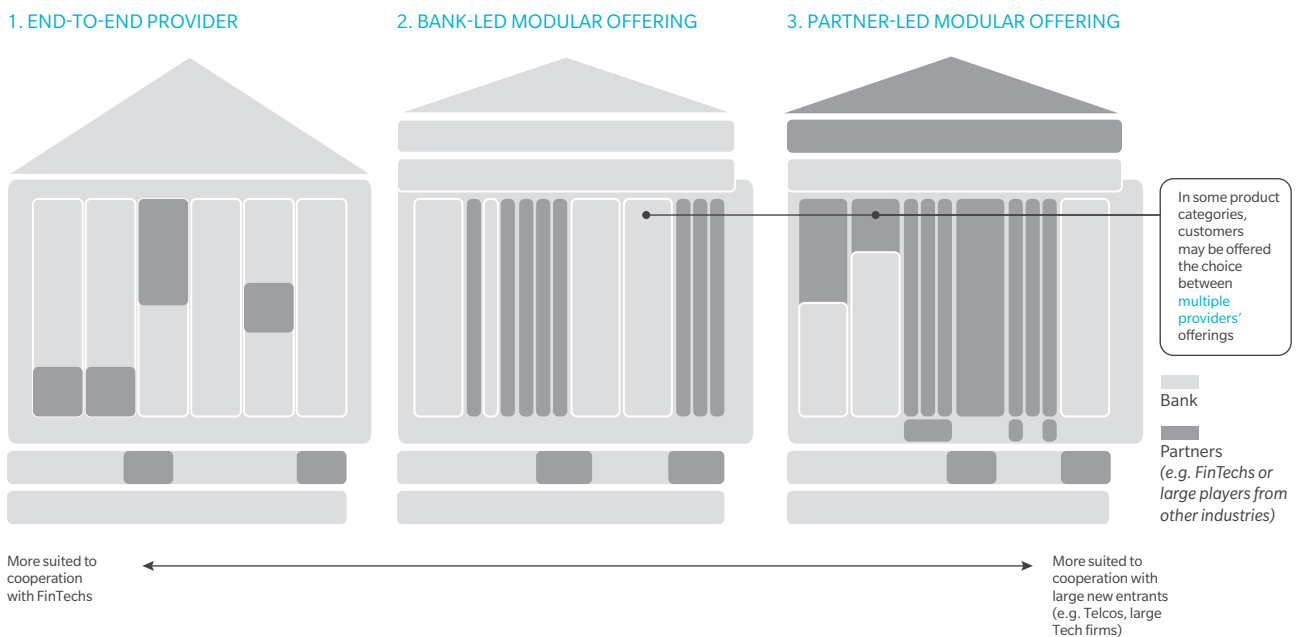 1. END-TO-END PROVIDER
2. BANK-LED MODULAR OFFERING
3. PARTNER-LED MODULAR OFFERING
In some product
categories,
customers
may be offered
the choice
between
multiple
providers’
offerings
Bank
Partners
(e.g. FinTechs or
large players from
other industries)
More suited to
cooperation
with FinTechs
More suited to
cooperation with
large new entrants
(e.g. Telcos, large
Tech firms)